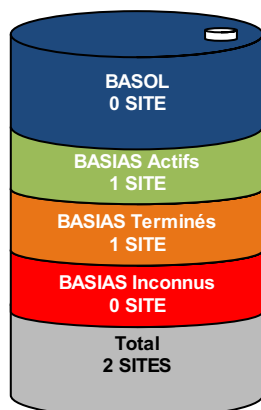 BASOL
0 SITE
BASIAS Actifs
1 SITE
BASIAS Terminés
1 SITE
BASIAS Inconnus
0 SITE
Total
2 SITES